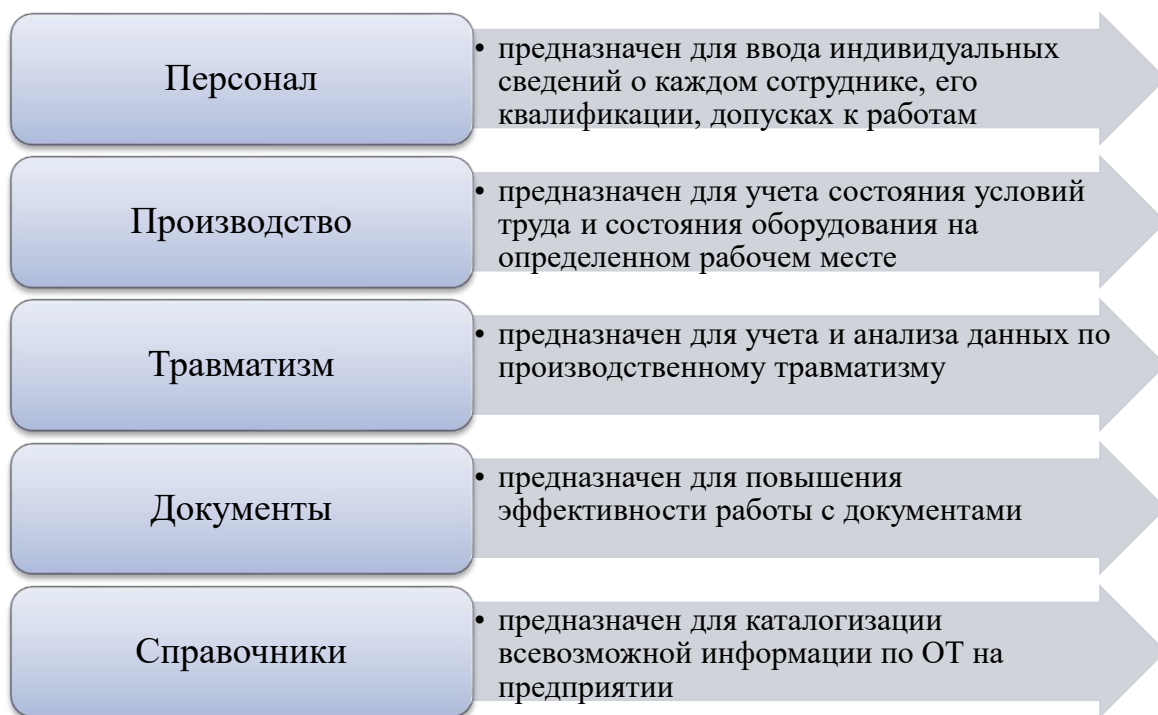 Персонал
• предназначен для ввода индивидуальных
сведений о каждом сотруднике, его
квалификации, допусках к работам
Производство
• предназначен для учета состояния условий
труда и состояния оборудования на
определенном рабочем месте
Травматизм
• предназначен для учета и анализа данных по
производственному травматизму
Документы
• предназначен для повышения
эффективности работы с документами
Справочники
• предназначен для каталогизации
всевозможной информации по ОТ на
предприятии